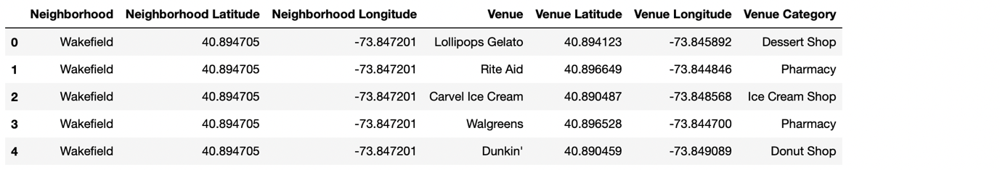 Neighborhood Neighborhood Latitude Neighborhood Longitude Venue Venue Latitude Venue Longitude Venue Category
0 Wakefield 40.894705 -73.847201 Lollipops Gelato 40.894123 -73.845892 Dessert Shop
1 Wakefield 40.894705 -73.847201 Rite Aid 40.896649 -73.844846 Pharmacy
2 Wakefield 40.894705 -73.847201 Carvel Ice Cream 40.890487 -73.848568 Ice Cream Shop
3 Wakefield 40.894705 -73.847201 Walgreens 40.896528 -73.844700 Pharmacy
4 Wakefield 40.894705 -73.847201 Dunkin' 40.890459 -73.849089 Donut Shop